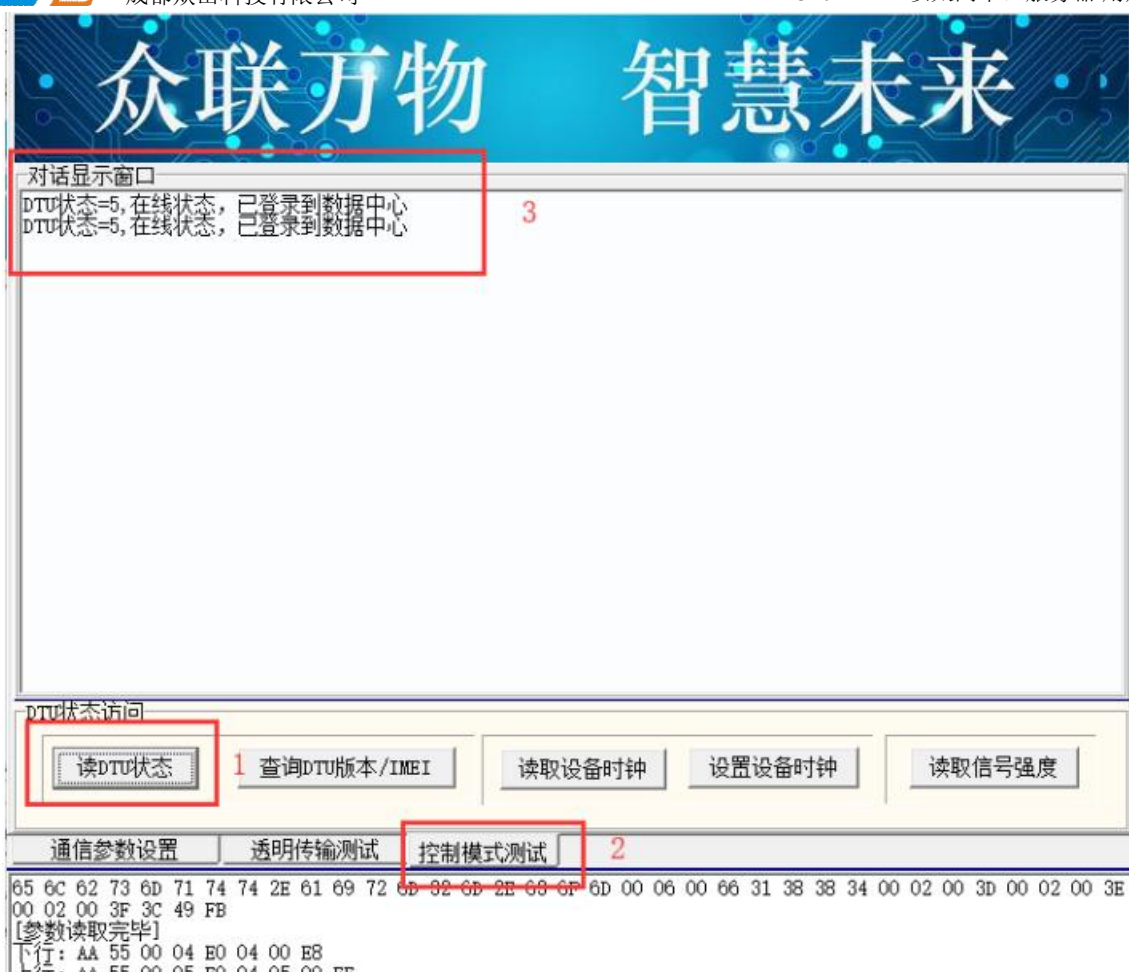 众联万物 智慧未来
对话显示窗口
DTU状态=5,在线状态，已登录到数据中心
DTU状态=5,在线状态，已登录到数据中心
3
DTU状态访问
读DTU状态
1
查询DTU版本/IMEI
读取设备时钟
设置设备时钟
读取信号强度
通信参数设置
透明传输测试
控制模式测试
2
65 6C 62 73 6D 71 74 74 2E 61 69 72 6D 32 6D 2E 63 6F 6D 00 06 00 66 31 38 38 34 00 02 00 3D 00 02 00 3E
00 02 00 3F 3C 49 FB
[参数读取完毕]
下行: AA 55 00 04 E0 04 00 E8